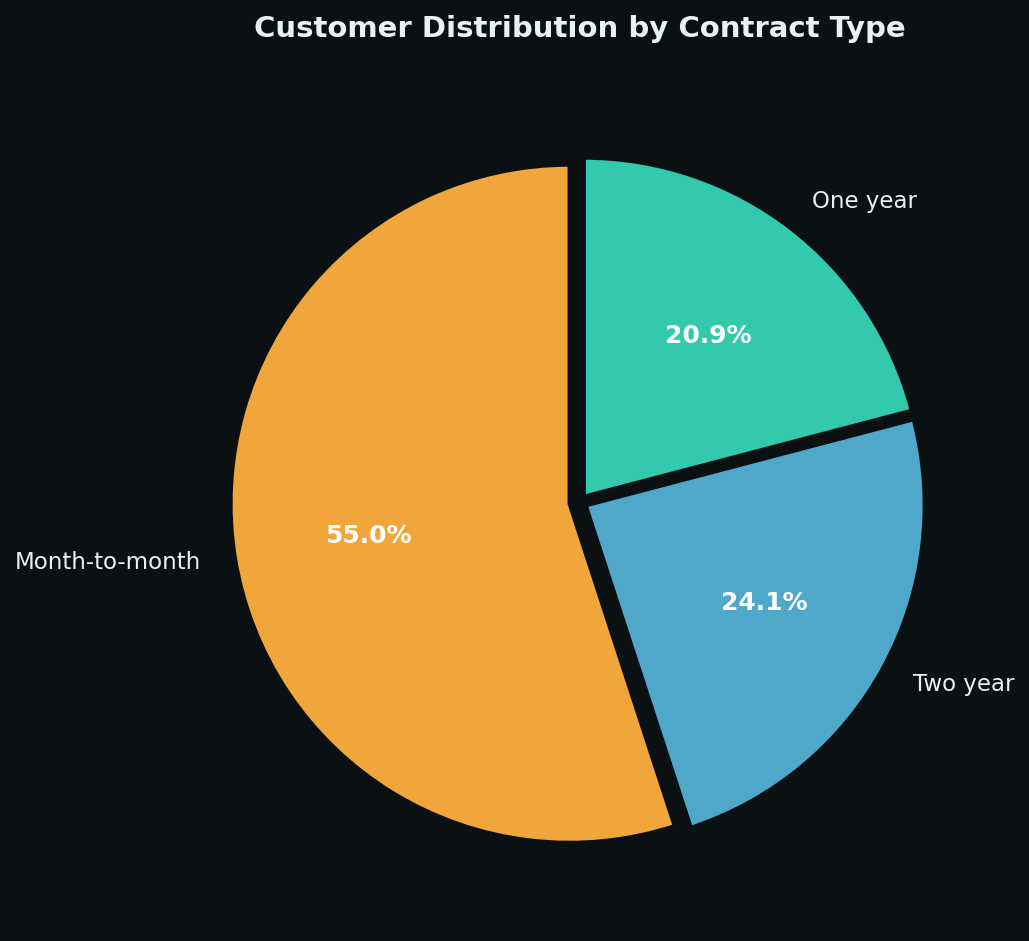 Customer Distribution by Contract Type
One year
20.9%
55.0%
Month-to-month
24.1%
Two year